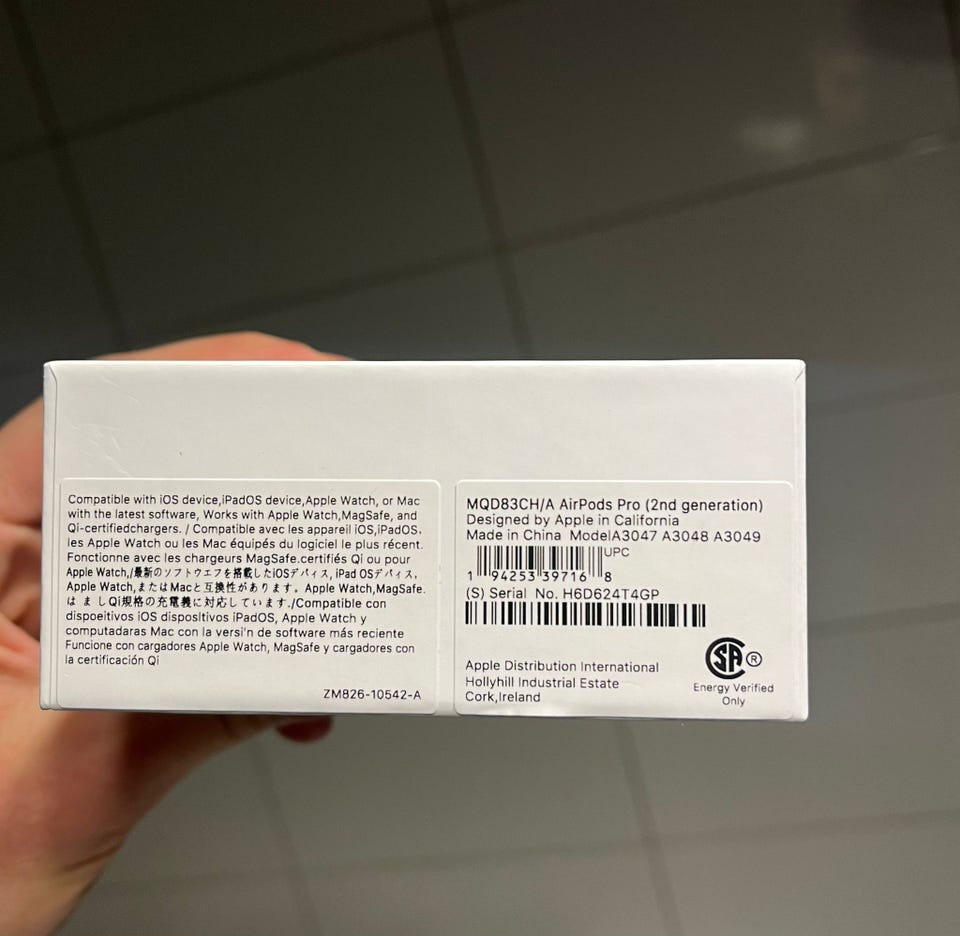 Compatible with iOS device,iPadOS device,Apple Watch, or Mac
with the latest software, Works with Apple Watch,MagSafe, and
Qi-certifiedchargers. / Compatible avec les appareil iOS,iPadOS,
les Apple Watch ou les Mac équipés du logiciel le plus récent.
Fonctionne avec les chargeurs MagSafe.certifiés Qi ou pour
Apple Watch,/最新のソフトウエフを搭載したiOSデバイス, iPad OSデバイス,
Apple Watch,またはMacと互換性があります。Apple Watch,MagSafe.
は ま しQi規格の充電義に対応しています./Compatible con
dispoeitivos iOS dispositivos iPadOS, Apple Watch y
computadaras Mac con la versi'n de software más reciente
Funcione con cargadores Apple Watch, MagSafe y cargadores con
la certificación Qi
ZM826-10542-A
MQD83CH/A AirPods Pro (2nd generation)
Designed by Apple in California
Made in China ModelA3047 A3048 A3049
UPC
1 94253 39716 8
(S) Serial No. H6D624T4GP
Apple Distribution International
Hollyhill Industrial Estate
Cork,Ireland
SA ®
Energy Verified
Only